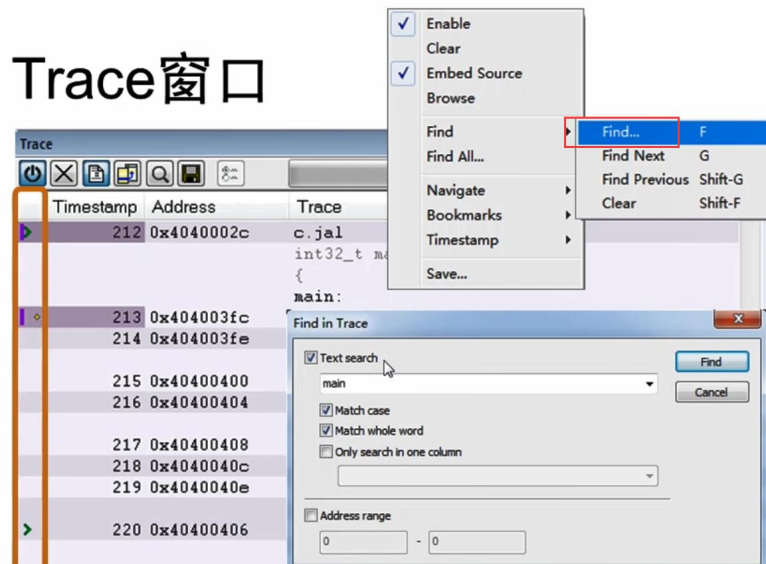 Trace窗口
Enable
Clear
Embed Source
Browse
Find
Find All...
Navigate
Bookmarks
Timestamp
Save...
Find... F
Find Next G
Find Previous Shift-G
Clear Shift-F
Trace
Timestamp Address Trace
212 0x4040002c c.jal
int32_t ma
{
main:
213 0x404003fc
214 0x404003fe
215 0x40400400
216 0x40400404
217 0x40400408
218 0x4040040c
219 0x4040040e
220 0x40400406
Find in Trace
Text search
main
Match case
Match whole word
Only search in one column
Address range
0 - 0
Find
Cancel